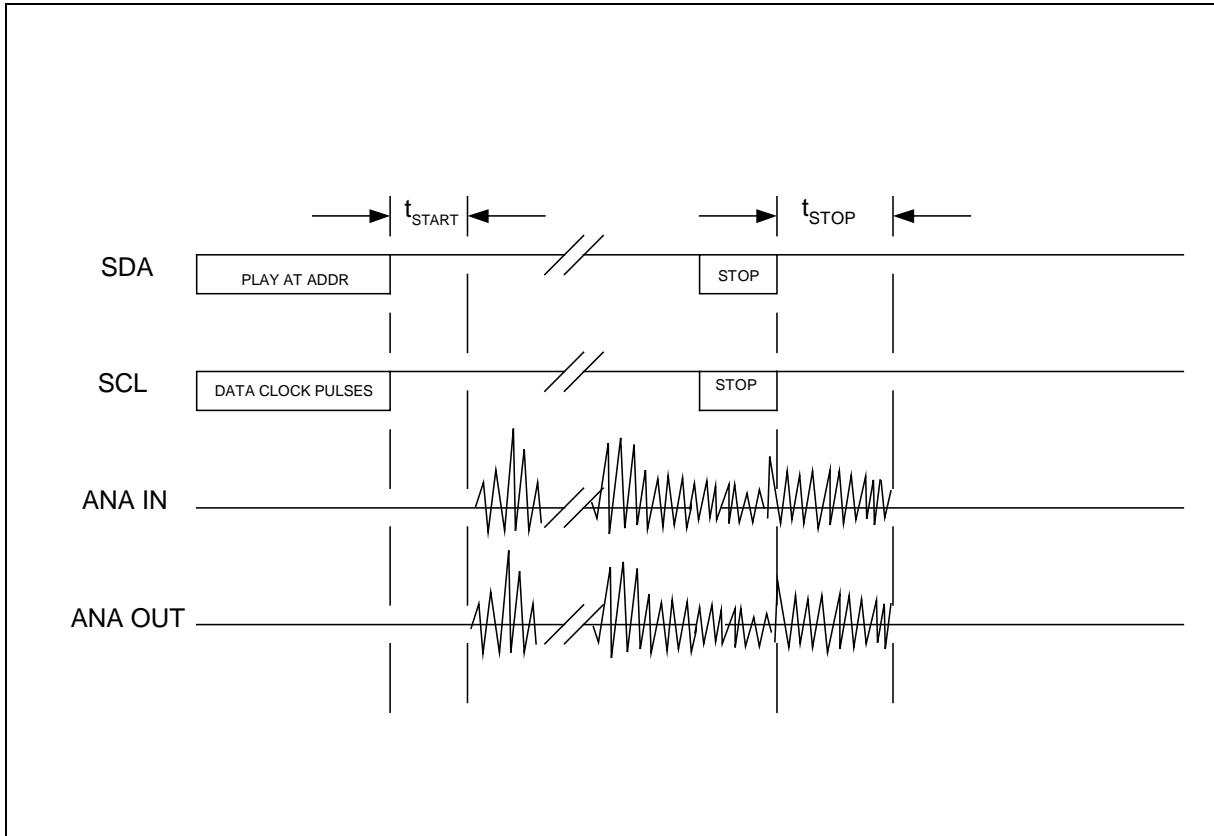 tSTART
tSTOP
SDA
PLAY AT ADDR
STOP
SCL
DATA CLOCK PULSES
STOP
ANA IN
ANA OUT